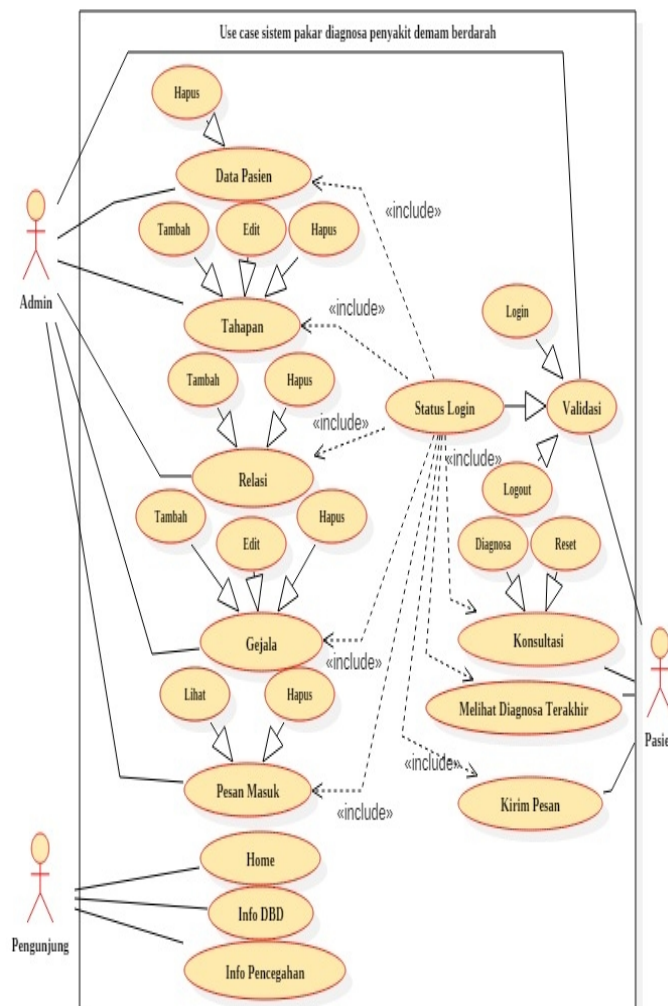 Use case sistem pakar diagnosa penyakit demam berdarah
Hapus
Data Pasien
«include»
Tambah
Edit
Hapus
Admin
Tahapan
«include»
Login
Tambah
Hapus
Status Login
Validasi
«include»
«include»
Relasi
Logout
Tambah
Edit
Hapus
Diagnosa
Reset
Gejala
«include»
Konsultasi
Lihat
Hapus
Melihat Diagnosa Terakhir
Pasie
«include»
Pesan Masuk
«include»
Kirim Pesan
Home
Info DBD
Pengunjung
Info Pencegahan